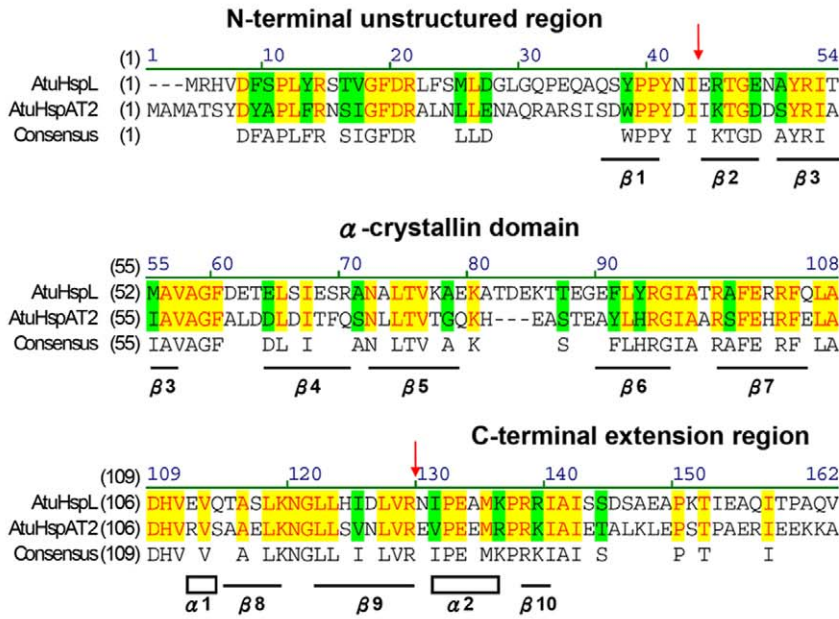 N-terminal unstructured region
(1) 1 10 20 30 40 54
AtuHspL (1) ---MRHVDFSPLYRSTVGFDRLFSMLDGLGQPEQAQSYPPYNIERTGENAYRIT
AtuHspAT2 (1) MAMATSYDYAPLFRSSIGFDRALNLLENAQRARSISDWPPYDIIKTGDDSYRIA
Consensus (1) DFAPLFR SIGFDR LLD WPPY I KTGD AYRI
β1 β2 β3
α-crystallin domain
(55) 55 60 70 80 90 108
AtuHspL (52) MAVAGFDETELSIESRANALTVKAEKATDEKTTEGEFLYRGIATRAFERRFQLA
AtuHspAT2 (55) IAVAGFALDDLDITFQSNLLTVTGQKH---EASTEAYLHRGIAARSFEHRFELA
Consensus (55) IAVAGF DL I AN LTV A K S FLHRGIA RAFE RF LA
β3 β4 β5 β6 β7
C-terminal extension region
(109) 109 120 130 140 150 162
AtuHspL (106) DHVEVQTASLKNGLLHIDLVRNIPEAMKPRRIAISSDSAEAPKTIEAQITPAQV
AtuHspAT2 (106) DHVRVSAAELKNGLLSVNLVREVPEEMRPRKIAIETALKLEPSTPAERIEEKKA
Consensus (109) DHV V A LKNGLL I LVR IPE MKPRKIAI S P T I
α1 β8 β9 α2 β10